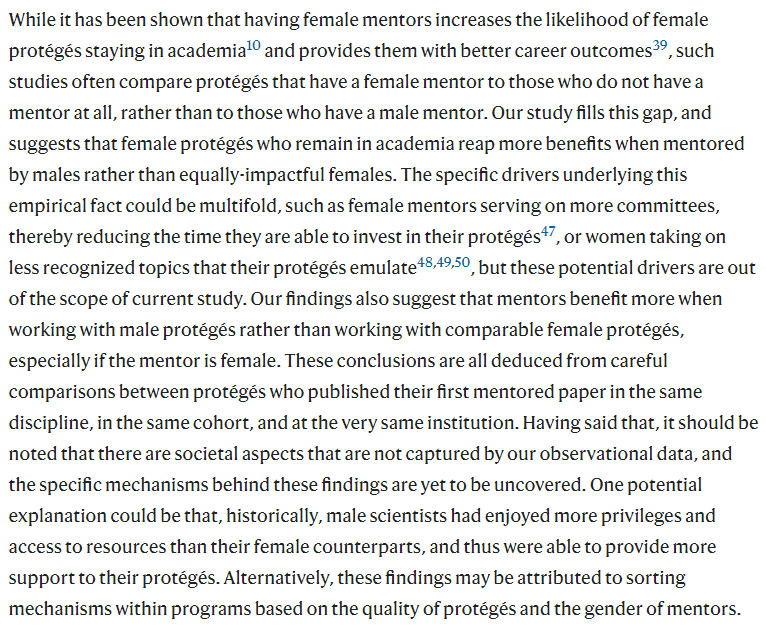 While it has been shown that having female mentors increases the likelihood of female
protégés staying in academia10 and provides them with better career outcomes39, such
studies often compare protégés that have a female mentor to those who do not have a
mentor at all, rather than to those who have a male mentor. Our study fills this gap, and
suggests that female protégés who remain in academia reap more benefits when mentored
by males rather than equally-impactful females. The specific drivers underlying this
empirical fact could be multifold, such as female mentors serving on more committees,
thereby reducing the time they are able to invest in their protégés47, or women taking on
less recognized topics that their protégés emulate48,49,50, but these potential drivers are out
of the scope of current study. Our findings also suggest that mentors benefit more when
working with male protégés rather than working with comparable female protégés,
especially if the mentor is female. These conclusions are all deduced from careful
comparisons between protégés who published their first mentored paper in the same
discipline, in the same cohort, and at the very same institution. Having said that, it should be
noted that there are societal aspects that are not captured by our observational data, and
the specific mechanisms behind these findings are yet to be uncovered. One potential
explanation could be that, historically, male scientists had enjoyed more privileges and
access to resources than their female counterparts, and thus were able to provide more
support to their protégés. Alternatively, these findings may be attributed to sorting
mechanisms within programs based on the quality of protégés and the gender of mentors.